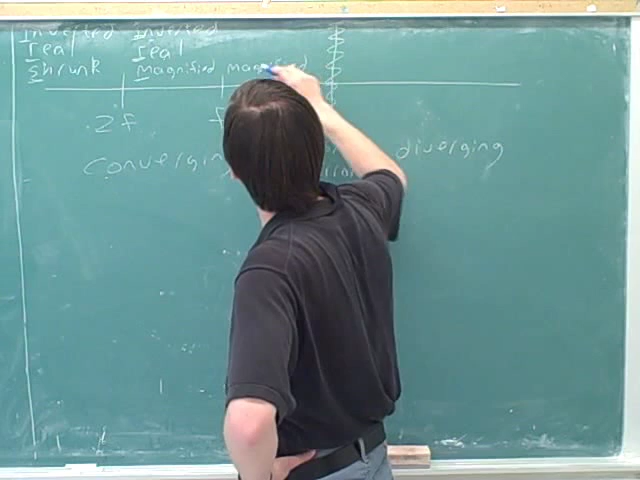 Inverted Inverted
real real
shrunk magnified magnified
2f f
converging diverging